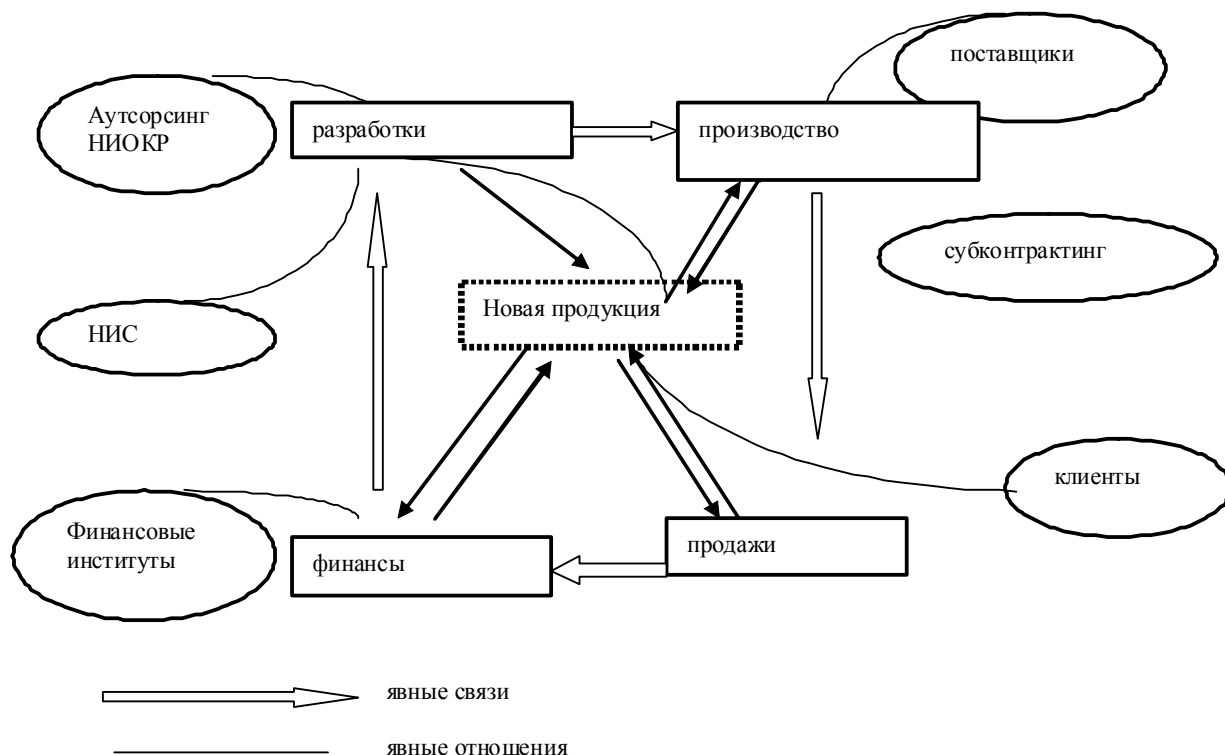 поставщики
Аутсорсинг
НИОКР
разработки
производство
субконтрактинг
Новая продукция
НИС
клиенты
Финансовые
институты
финансы
продажи
явные связи
явные отношения